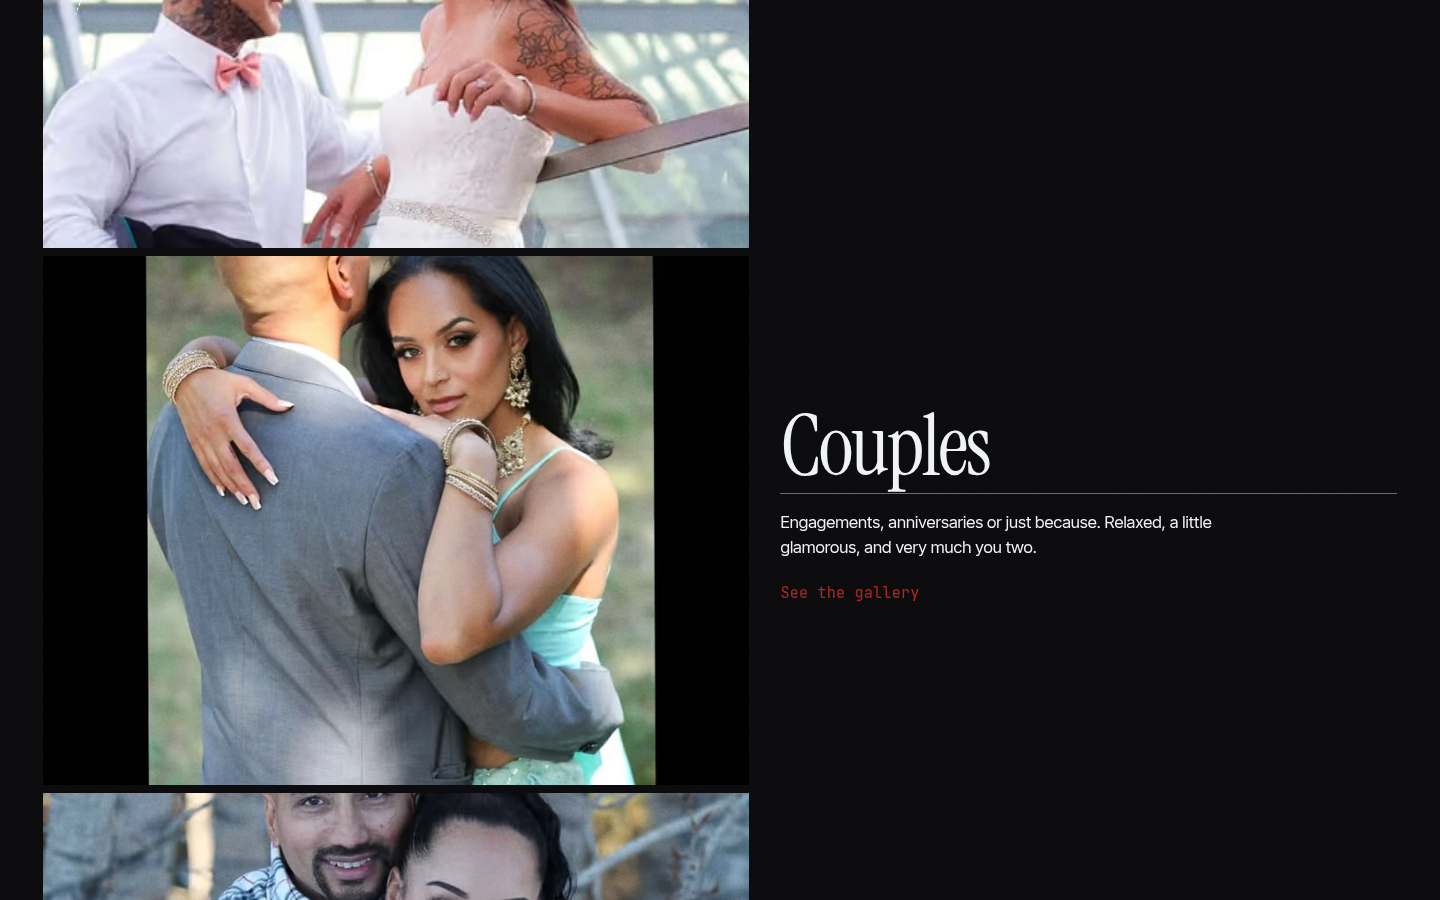 Couples
Engagements, anniversaries or just because. Relaxed, a little
glamorous, and very much you two.
See the gallery